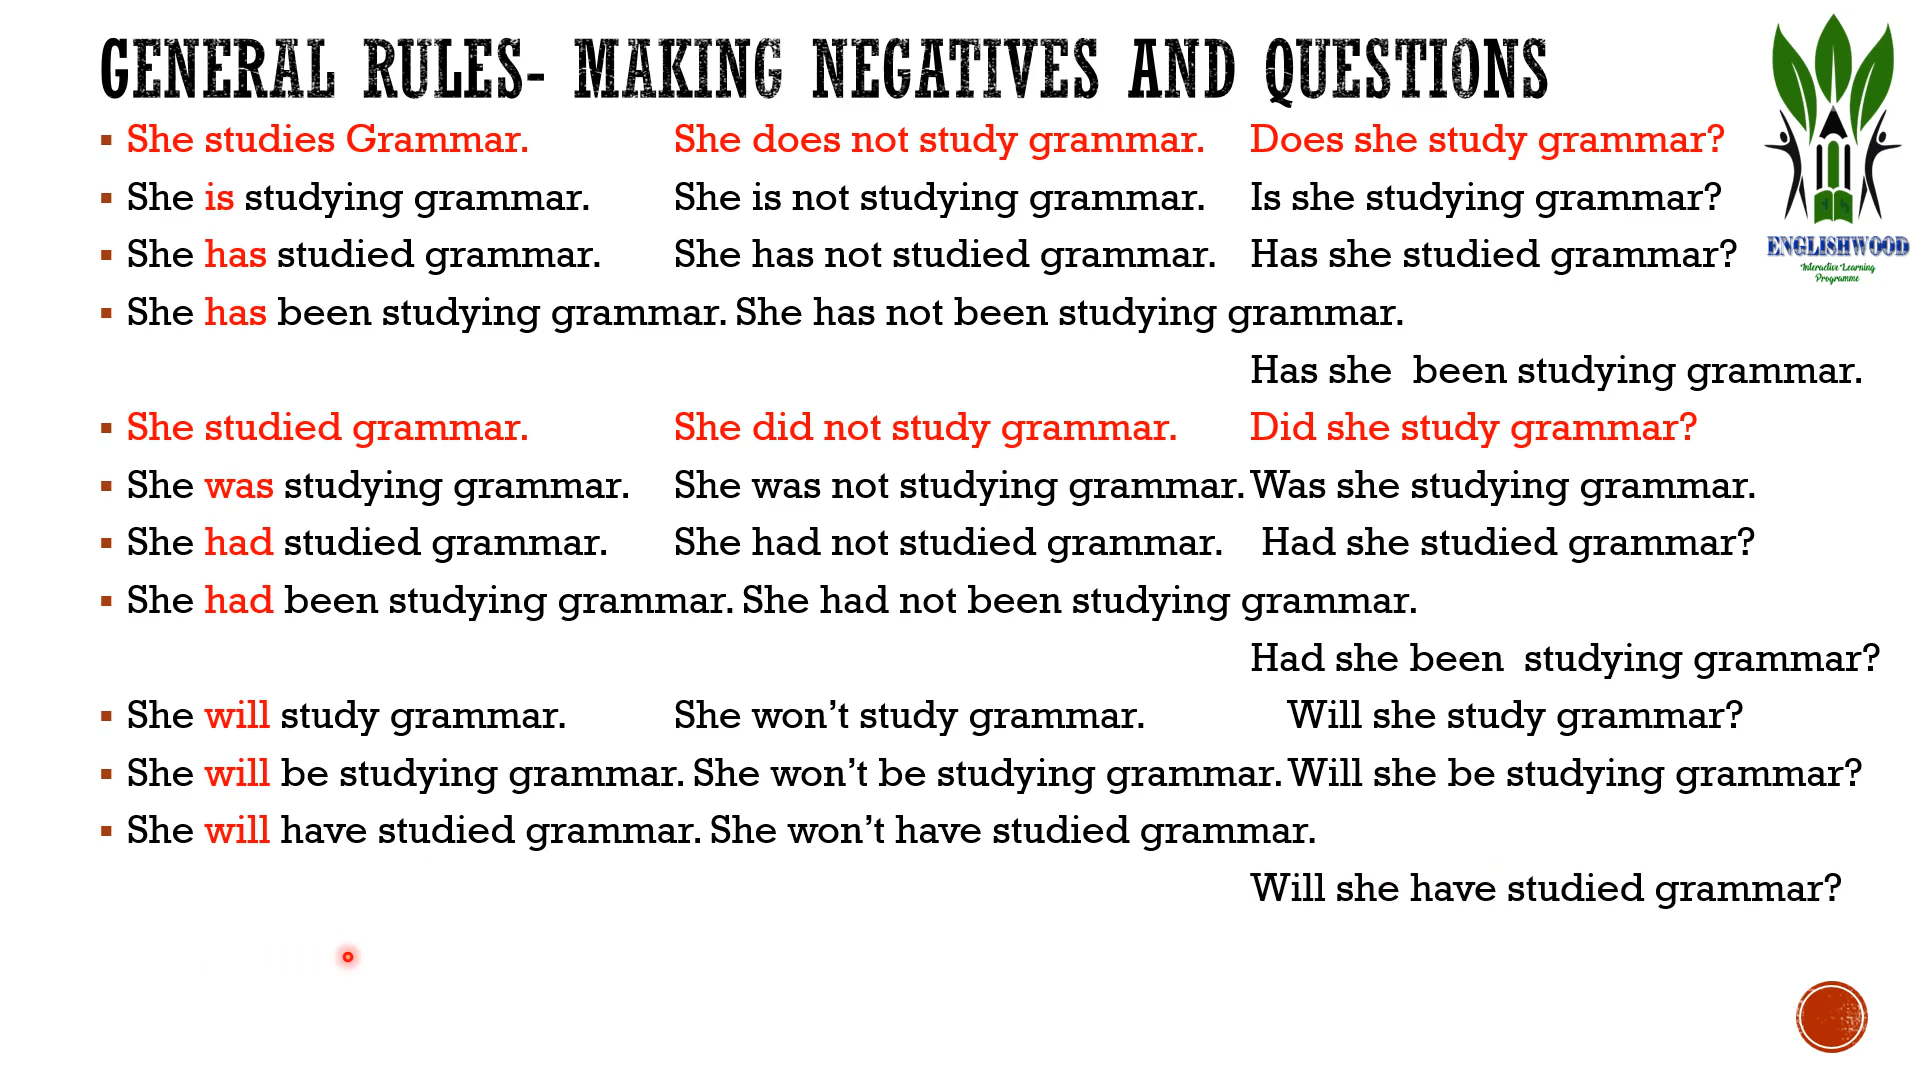 GENERAL RULES- MAKING NEGATIVES AND QUESTIONS
She studies Grammar. She does not study grammar. Does she study grammar?
She is studying grammar. She is not studying grammar. Is she studying grammar?
She has studied grammar. She has not studied grammar. Has she studied grammar?
She has been studying grammar. She has not been studying grammar.
Has she been studying grammar.
She studied grammar. She did not study grammar. Did she study grammar?
She was studying grammar. She was not studying grammar. Was she studying grammar.
She had studied grammar. She had not studied grammar. Had she studied grammar?
She had been studying grammar. She had not been studying grammar.
Had she been studying grammar?
She will study grammar. She won’t study grammar. Will she study grammar?
She will be studying grammar. She won’t be studying grammar. Will she be studying grammar?
She will have studied grammar. She won’t have studied grammar.
Will she have studied grammar?
ENGLISHWOOD
Interactive Learning
Programme